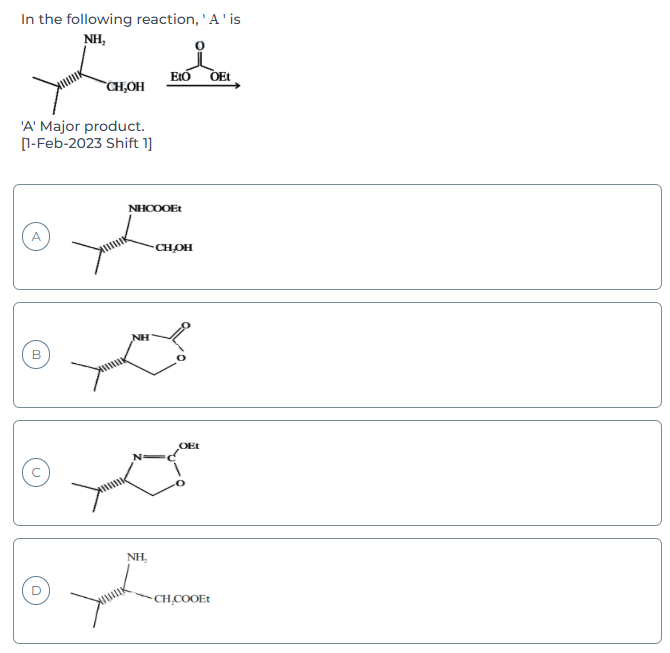 In the following reaction, ' A ' is
NH₂
O
EtO OEt
CH₂OH
'A' Major product.
[1-Feb-2023 Shift 1]
A
NHCOOEt
CH₂OH
B
NH
O
O
C
OEt
N C
O
D
NH₂
CH₂COOEt